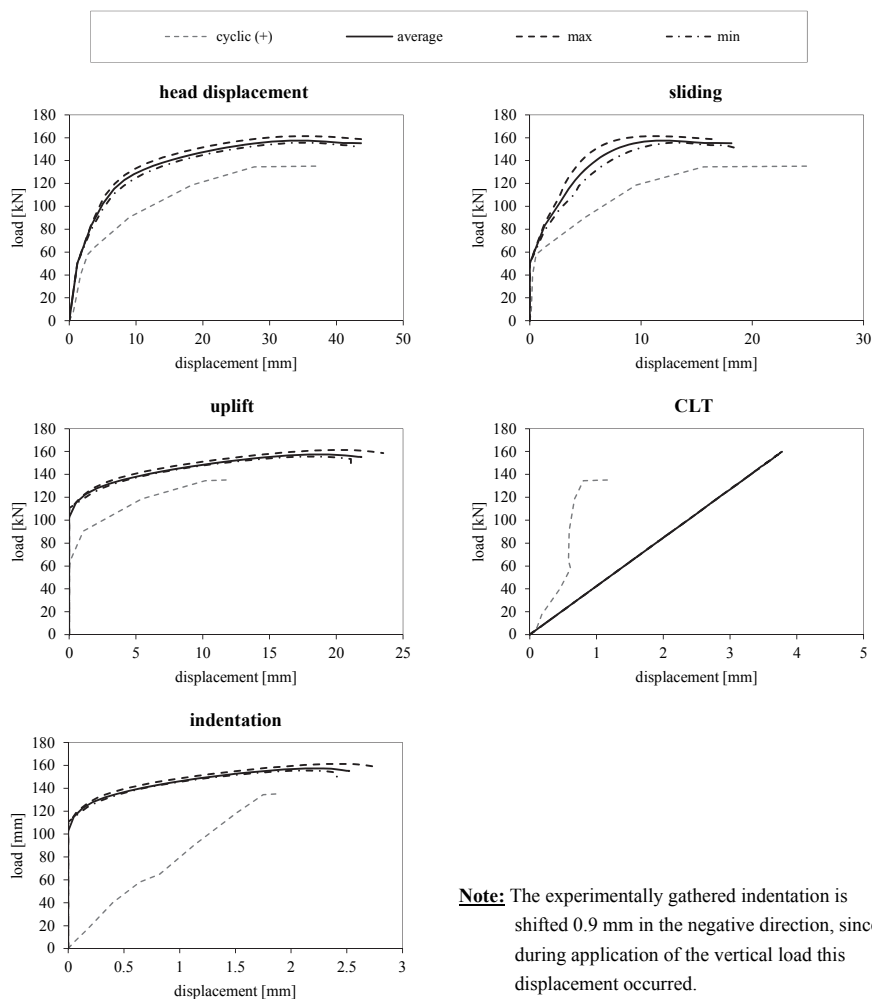 cyclic (+) average max min
head displacement
180
160
140
120
100
80
60
40
20
0
load [kN]
0 10 20 30 40 50
displacement [mm]
sliding
180
160
140
120
100
80
60
40
20
0
load [kN]
0 10 20 30
displacement [mm]
uplift
180
160
140
120
100
80
60
40
20
0
load [kN]
0 5 10 15 20 25
displacement [mm]
CLT
180
160
140
120
100
80
60
40
20
0
load [kN]
0 1 2 3 4 5
displacement [mm]
indentation
180
160
140
120
100
80
60
40
20
0
load [mm]
0 0.5 1 1.5 2 2.5 3
displacement [mm]
Note: The experimentally gathered indentation is
shifted 0.9 mm in the negative direction, sinc
during application of the vertical load this
displacement occurred.